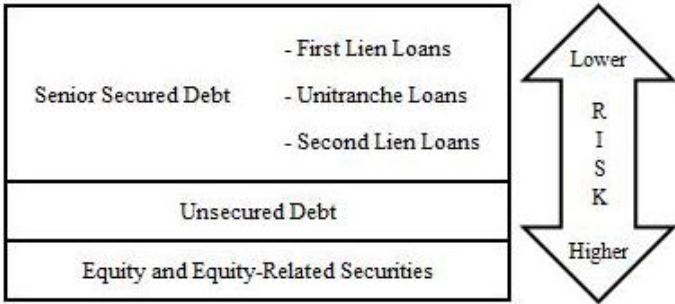 - First Lien Loans
Senior Secured Debt - Unitranche Loans
- Second Lien Loans
Unsecured Debt
Equity and Equity-Related Securities
Lower
R
I
S
K
Higher